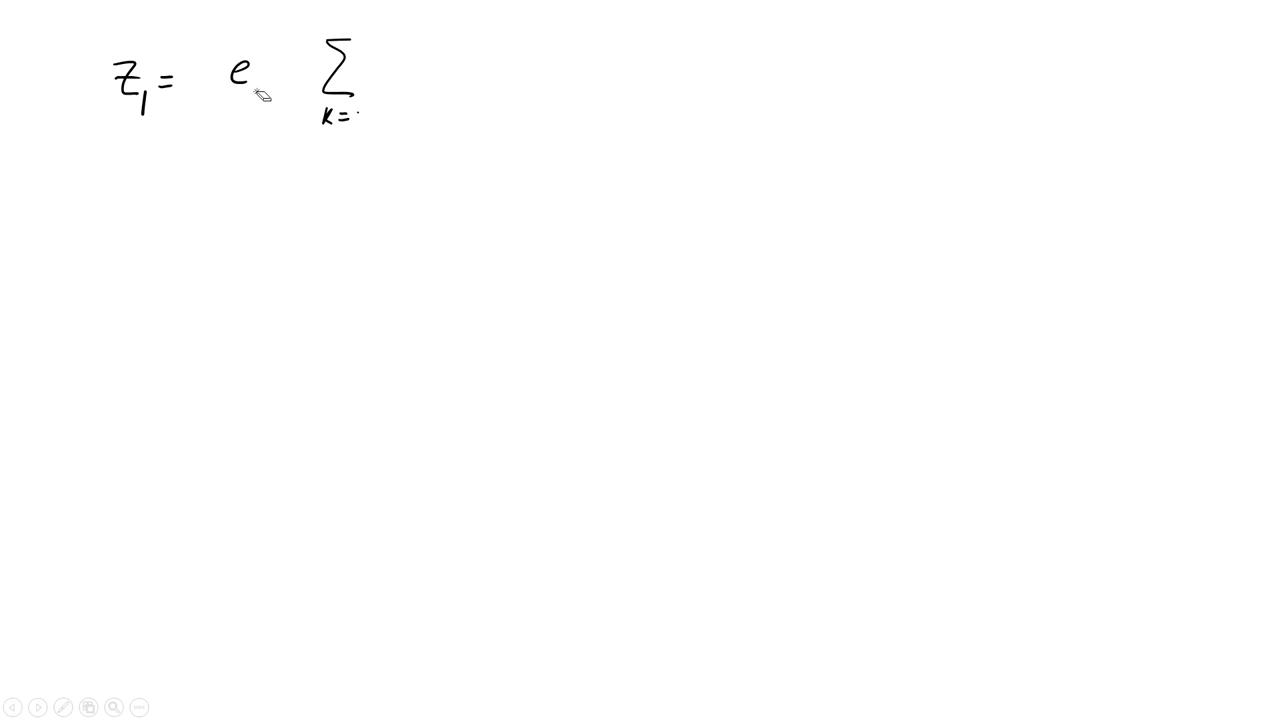 Z₁ = e Σ
K =